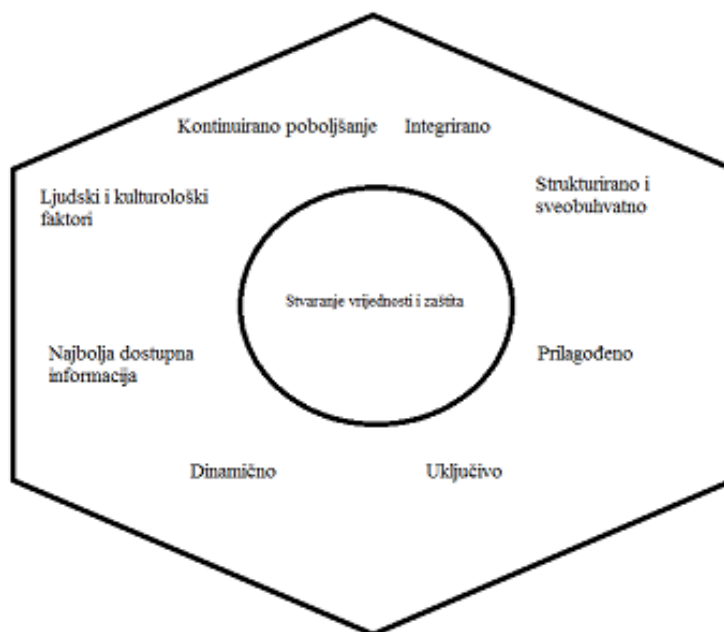 Kontinuirano poboljšanje
Integrirano
Ljudski i kulturološki
faktori
Strukturirano i
sveobuhvatno
Stvaranje vrijednosti i zaštita
Najbolja dostupna
informacija
Prilagođeno
Dinamično
Uključivo